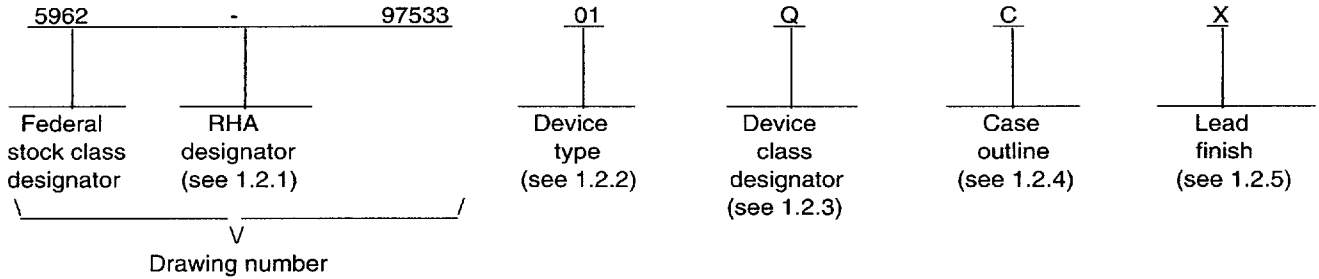 5962 - 97533 01 Q C X
Federal stock class designator
RHA designator (see 1.2.1)
Device type (see 1.2.2)
Device class designator (see 1.2.3)
Case outline (see 1.2.4)
Lead finish (see 1.2.5)
Drawing number